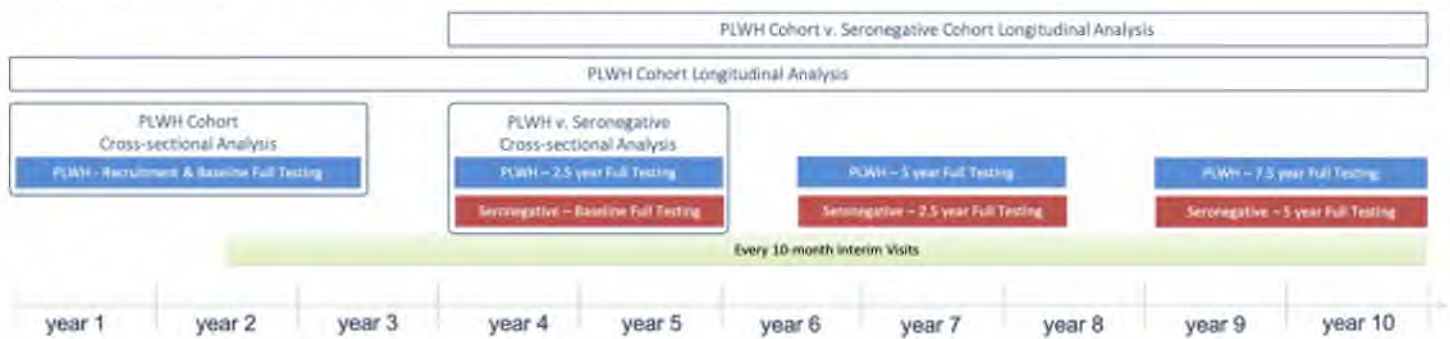 PLWH Cohort v. Seronegative Cohort Longitudinal Analysis
PLWH Cohort Longitudinal Analysis
PLWH Cohort
Cross-sectional Analysis
PLWH - Recruitment & Baseline Full Testing
PLWH v. Seronegative
Cross-sectional Analysis
PLWH – 2.5 year Full Testing
Seronegative – Baseline Full Testing
PLWH – 5 year Full Testing
Seronegative – 2.5 year Full Testing
PLWH – 7.5 year Full Testing
Seronegative – 5 year Full Testing
Every 10-month Interim Visits
year 1
year 2
year 3
year 4
year 5
year 6
year 7
year 8
year 9
year 10